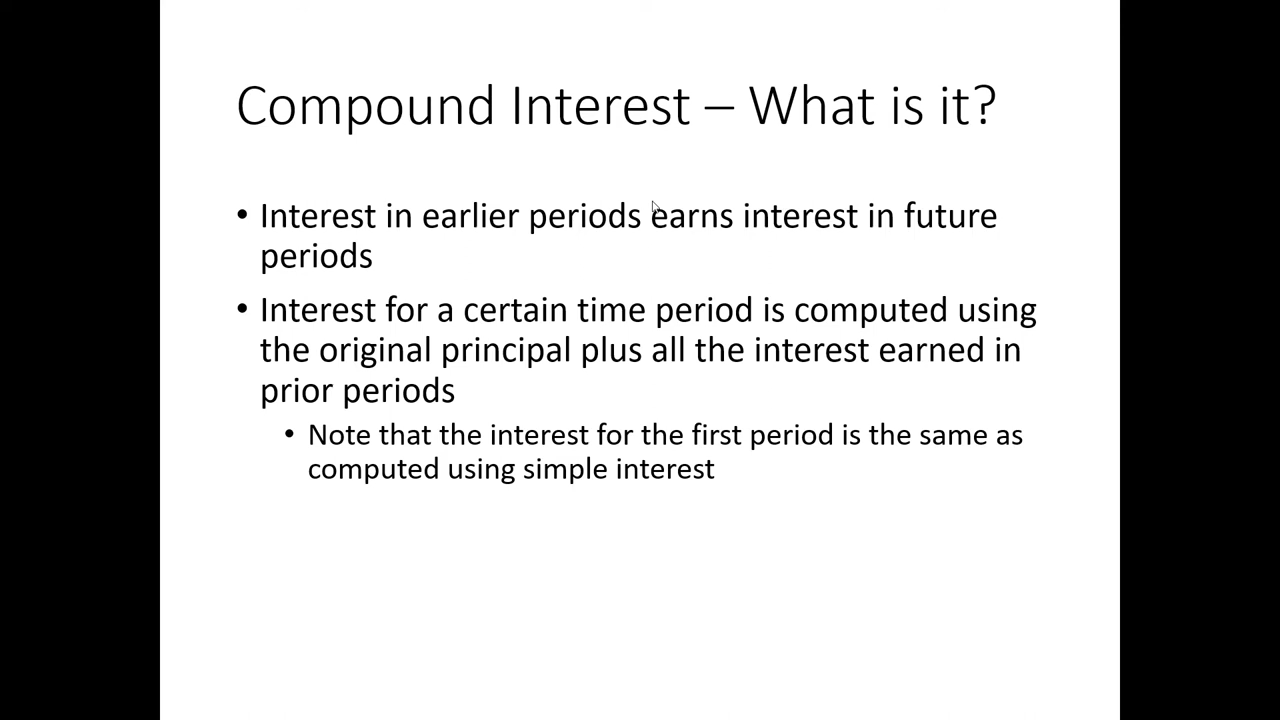 Compound Interest – What is it?
• Interest in earlier periods earns interest in future
periods
• Interest for a certain time period is computed using
the original principal plus all the interest earned in
prior periods
• Note that the interest for the first period is the same as
computed using simple interest